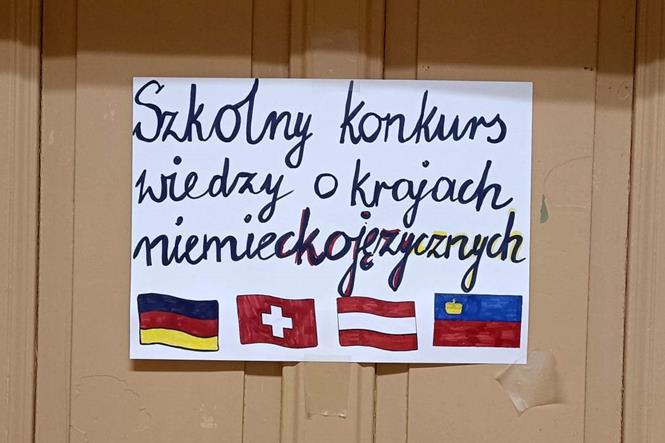 Szkolny konkurs
wiedzy o krajach
niemieckojęzycznych